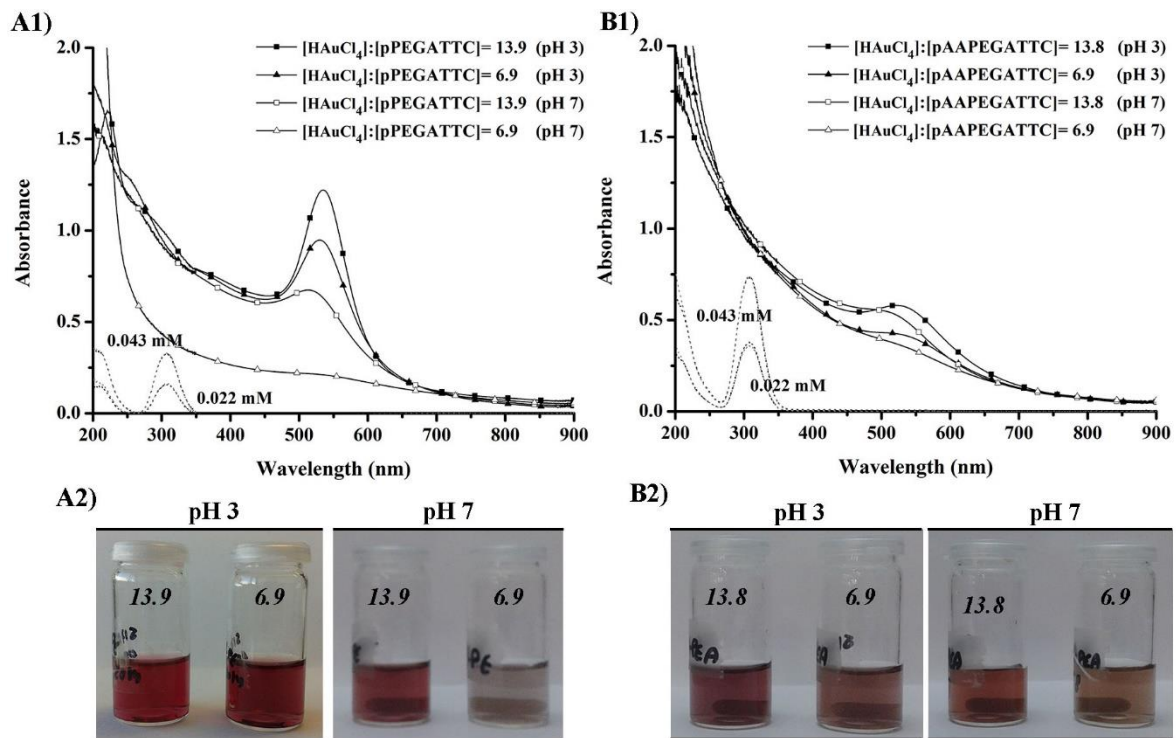 A1)
[HAuCl4]:[pPEGATTC]= 13.9 (pH 3)
[HAuCl4]:[pPEGATTC]= 6.9 (pH 3)
[HAuCl4]:[pPEGATTC]= 13.9 (pH 7)
[HAuCl4]:[pPEGATTC]= 6.9 (pH 7)
2.0
1.5
1.0
0.5
0.0
Absorbance
0.043 mM
0.022 mM
200 300 400 500 600 700 800 900
Wavelength (nm)
B1)
[HAuCl4]:[pAAPEGATTC]= 13.8 (pH 3)
[HAuCl4]:[pAAPEGATTC]= 6.9 (pH 3)
[HAuCl4]:[pAAPEGATTC]= 13.8 (pH 7)
[HAuCl4]:[pAAPEGATTC]= 6.9 (pH 7)
2.0
1.5
1.0
0.5
0.0
Absorbance
0.043 mM
0.022 mM
200 300 400 500 600 700 800 900
Wavelength (nm)
A2)
pH 3
pH 7
13.9
6.9
13.9
6.9
PE
B2)
pH 3
pH 7
13.8
6.9
13.8
6.9
PEA
18